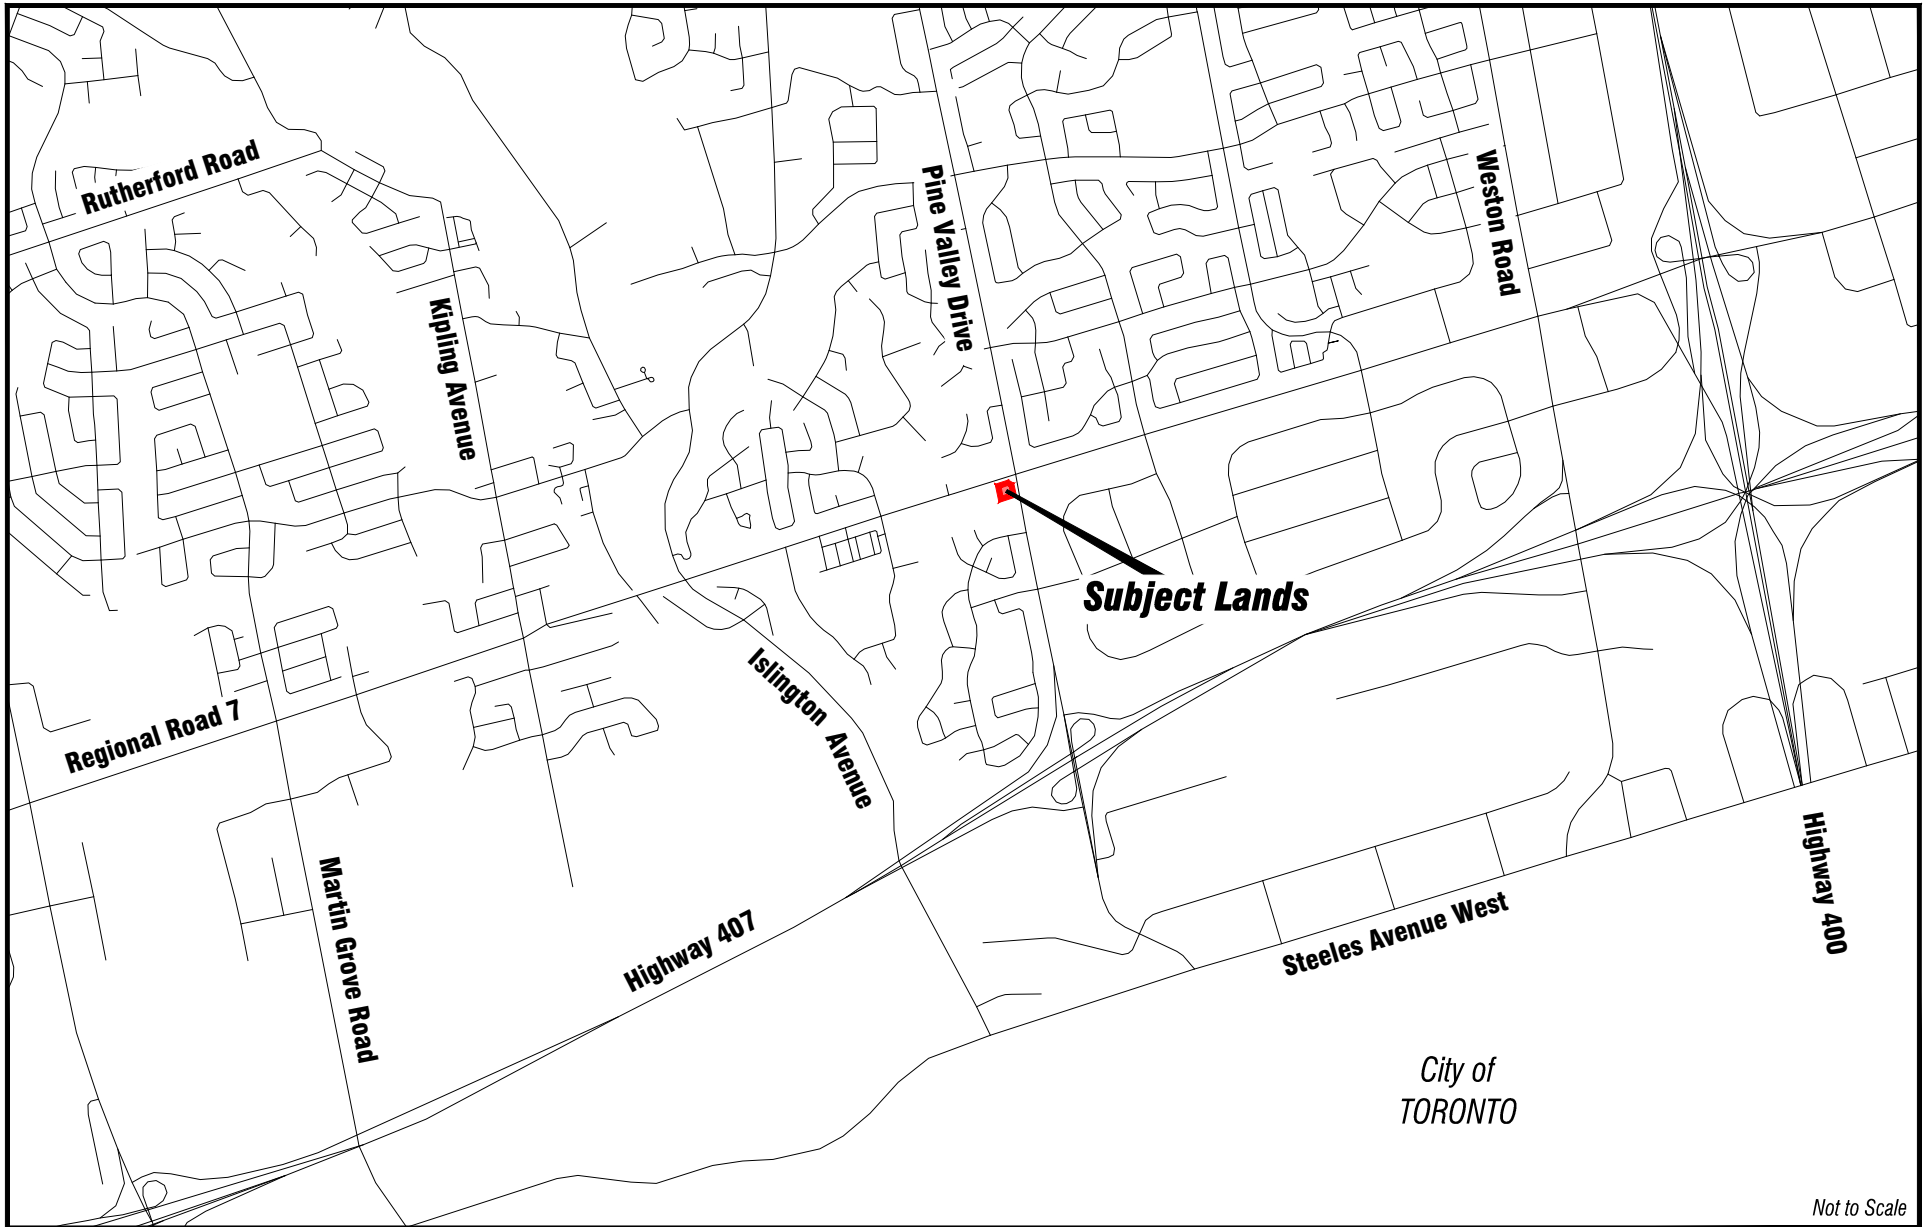 Rutherford Road
Pine Valley Drive
Weston Road
Kipling Avenue
Subject Lands
Islington Avenue
Regional Road 7
Martin Grove Road
Highway 407
Steeles Avenue West
Highway 400
City of
TORONTO
Not to Scale